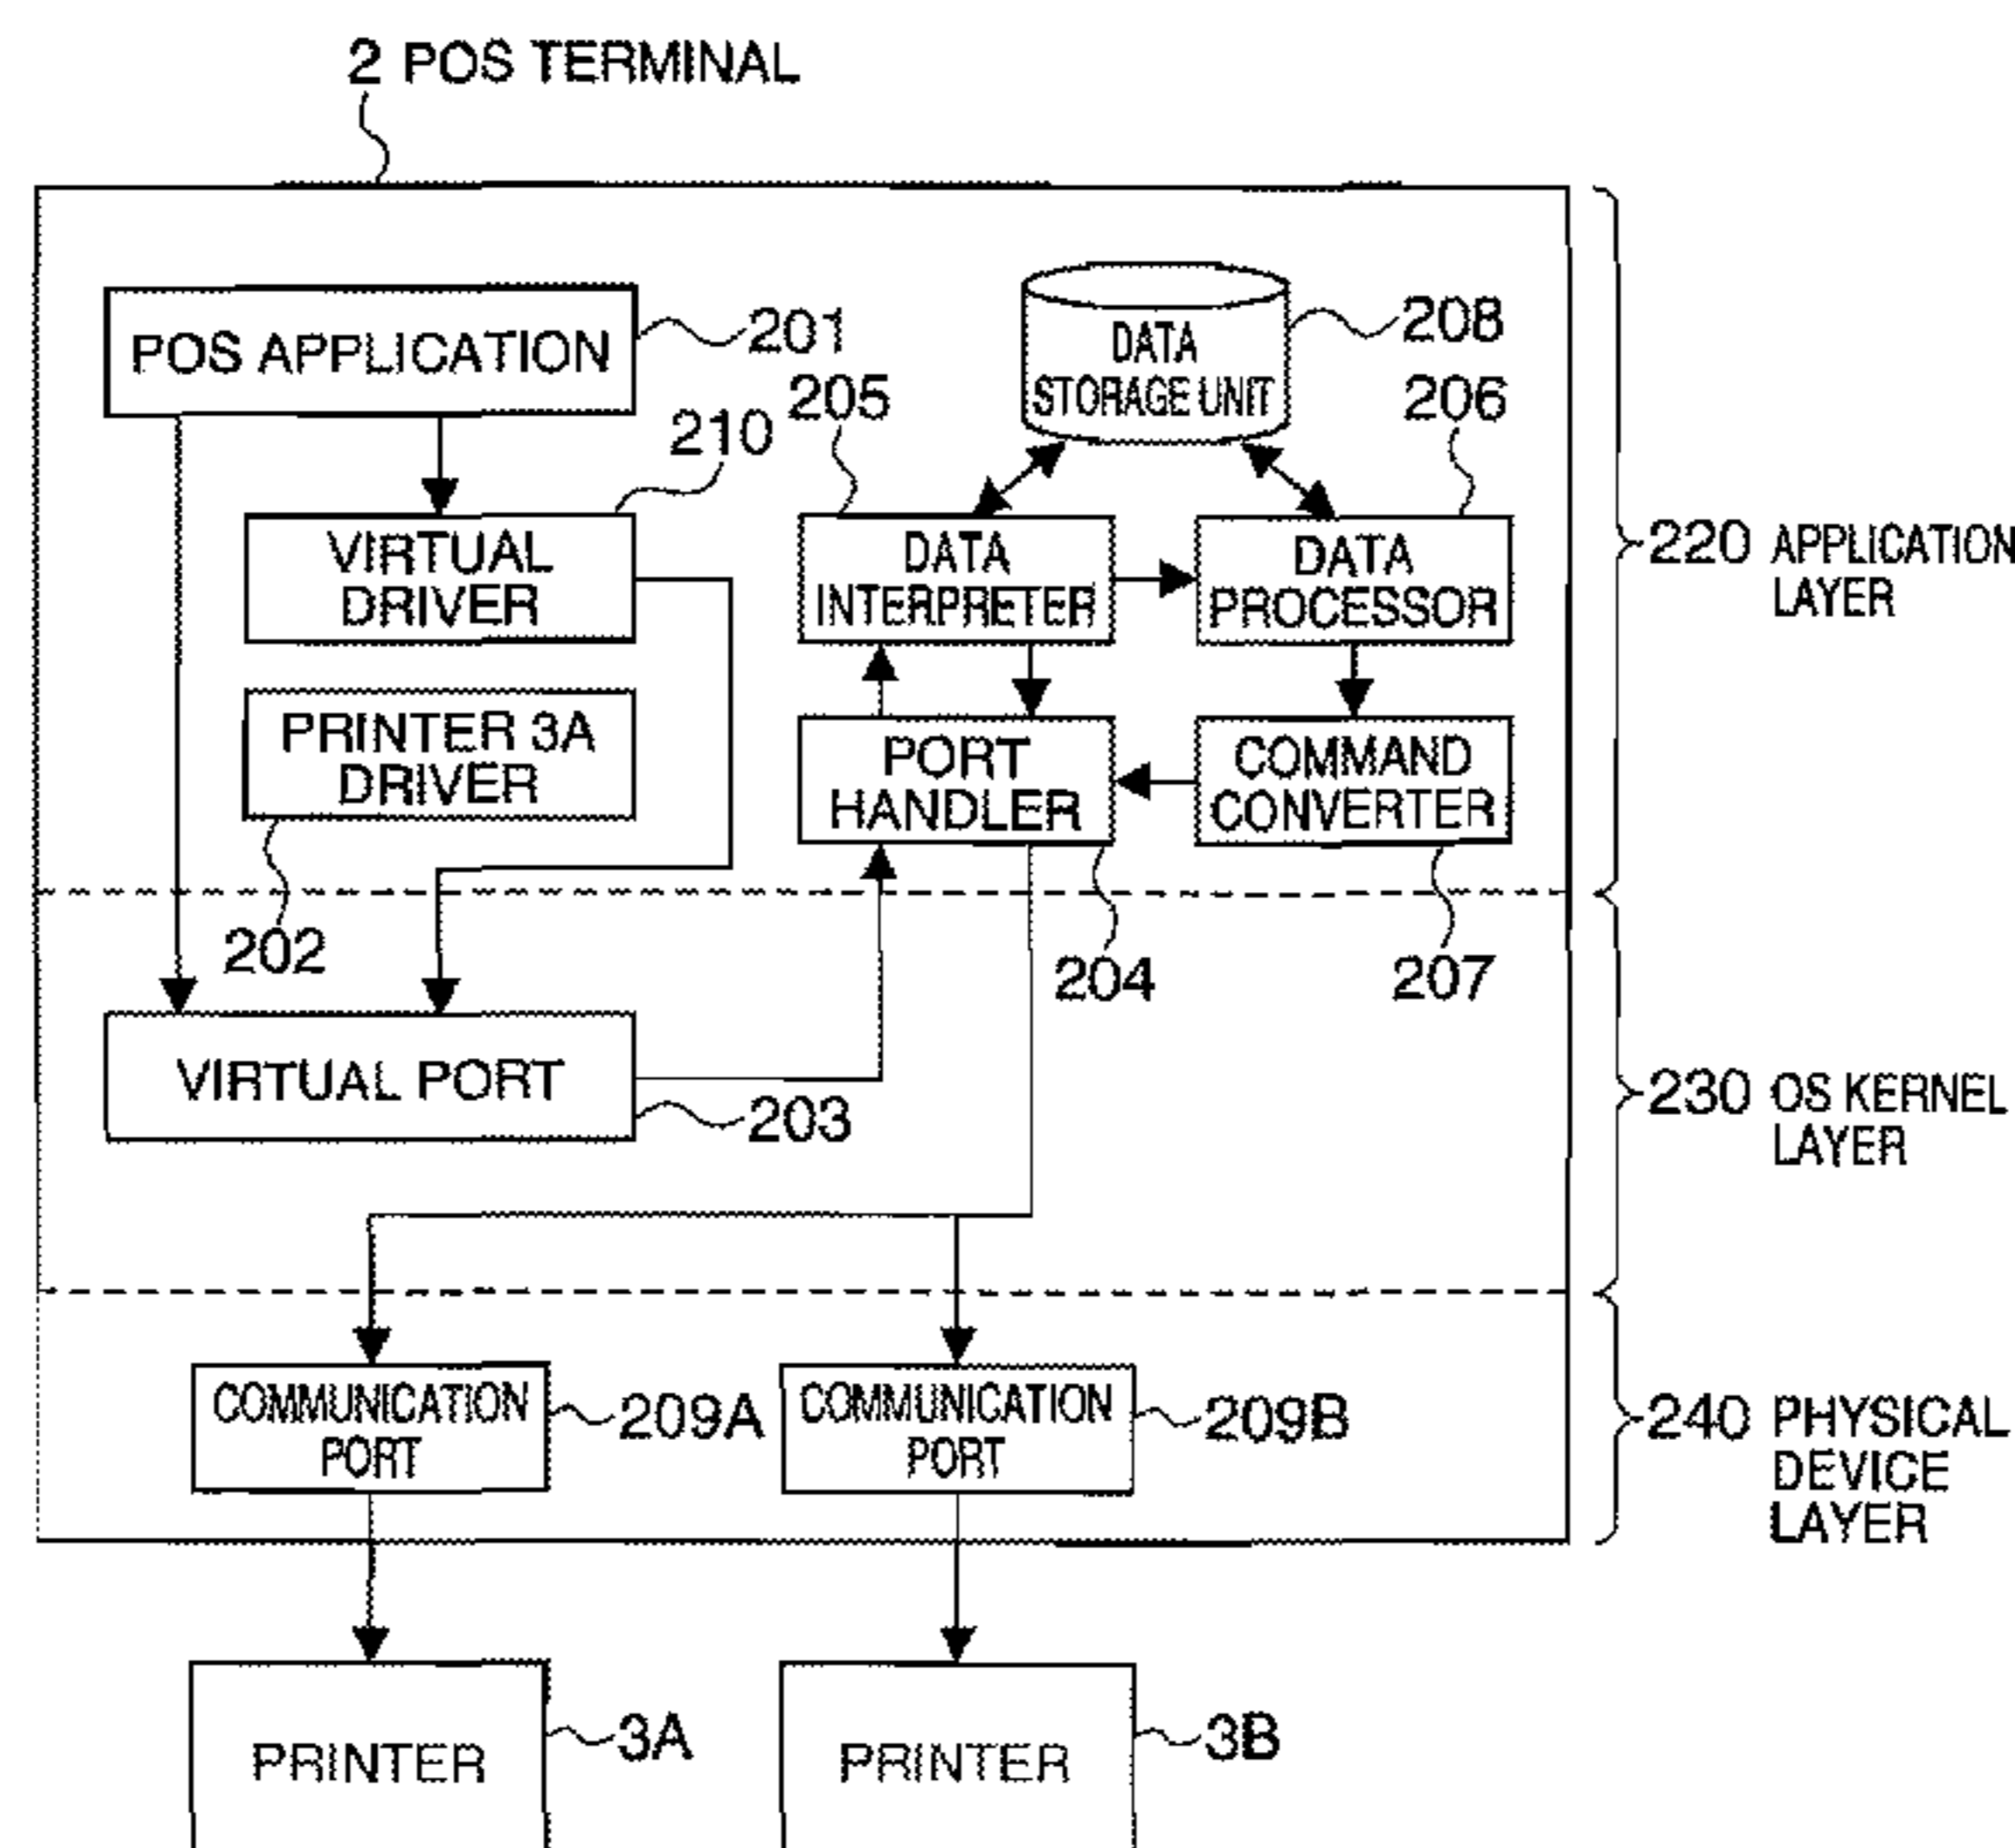 2 POS TERMINAL
POS APPLICATION
201
DATA
STORAGE UNIT
208
205
206
210
VIRTUAL
DRIVER
DATA
INTERPRETER
DATA
PROCESSOR
220 APPLICATION
LAYER
PRINTER 3A
DRIVER
PORT
HANDLER
COMMAND
CONVERTER
202
204
207
VIRTUAL PORT
203
230 OS KERNEL
LAYER
COMMUNICATION
PORT
209A
COMMUNICATION
PORT
209B
240 PHYSICAL
DEVICE
LAYER
PRINTER
3A
PRINTER
3B